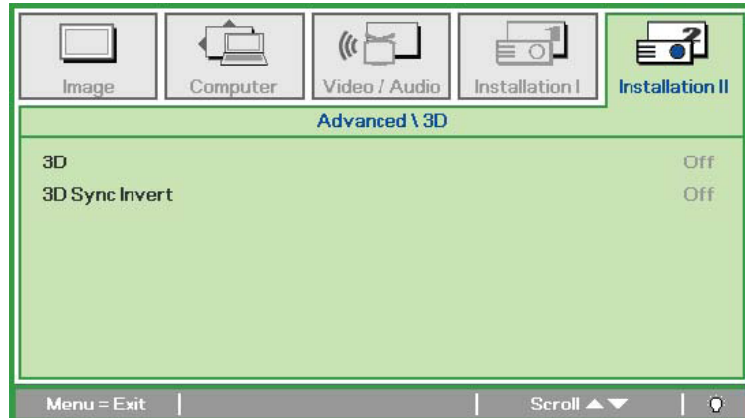 Image Computer Video / Audio Installation I Installation II
Advanced \ 3D
3D Off
3D Sync Invert Off
Menu = Exit Scroll ▲▼